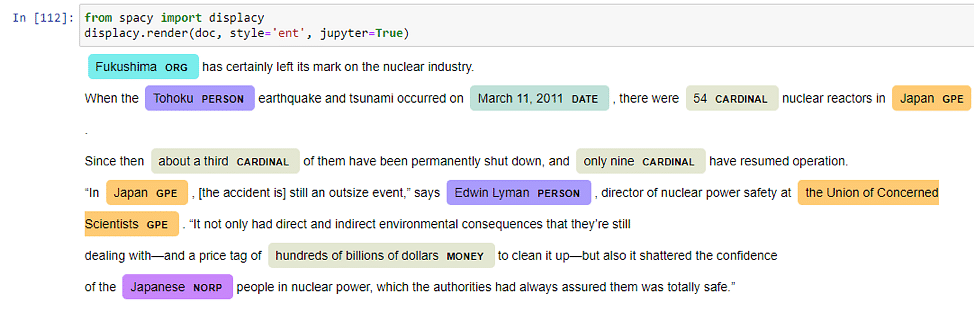 In [112]: from spacy import displacy
displacy.render(doc, style='ent', jupyter=True)
Fukushima ORG has certainly left its mark on the nuclear industry.
When the Tohoku PERSON earthquake and tsunami occurred on March 11, 2011 DATE , there were 54 CARDINAL nuclear reactors in Japan GPE
.
Since then about a third CARDINAL of them have been permanently shut down, and only nine CARDINAL have resumed operation.
“In Japan GPE , [the accident is] still an outsize event,” says Edwin Lyman PERSON , director of nuclear power safety at the Union of Concerned
Scientists GPE . “It not only had direct and indirect environmental consequences that they’re still
dealing with—and a price tag of hundreds of billions of dollars MONEY to clean it up—but also it shattered the confidence
of the Japanese NORP people in nuclear power, which the authorities had always assured them was totally safe.”